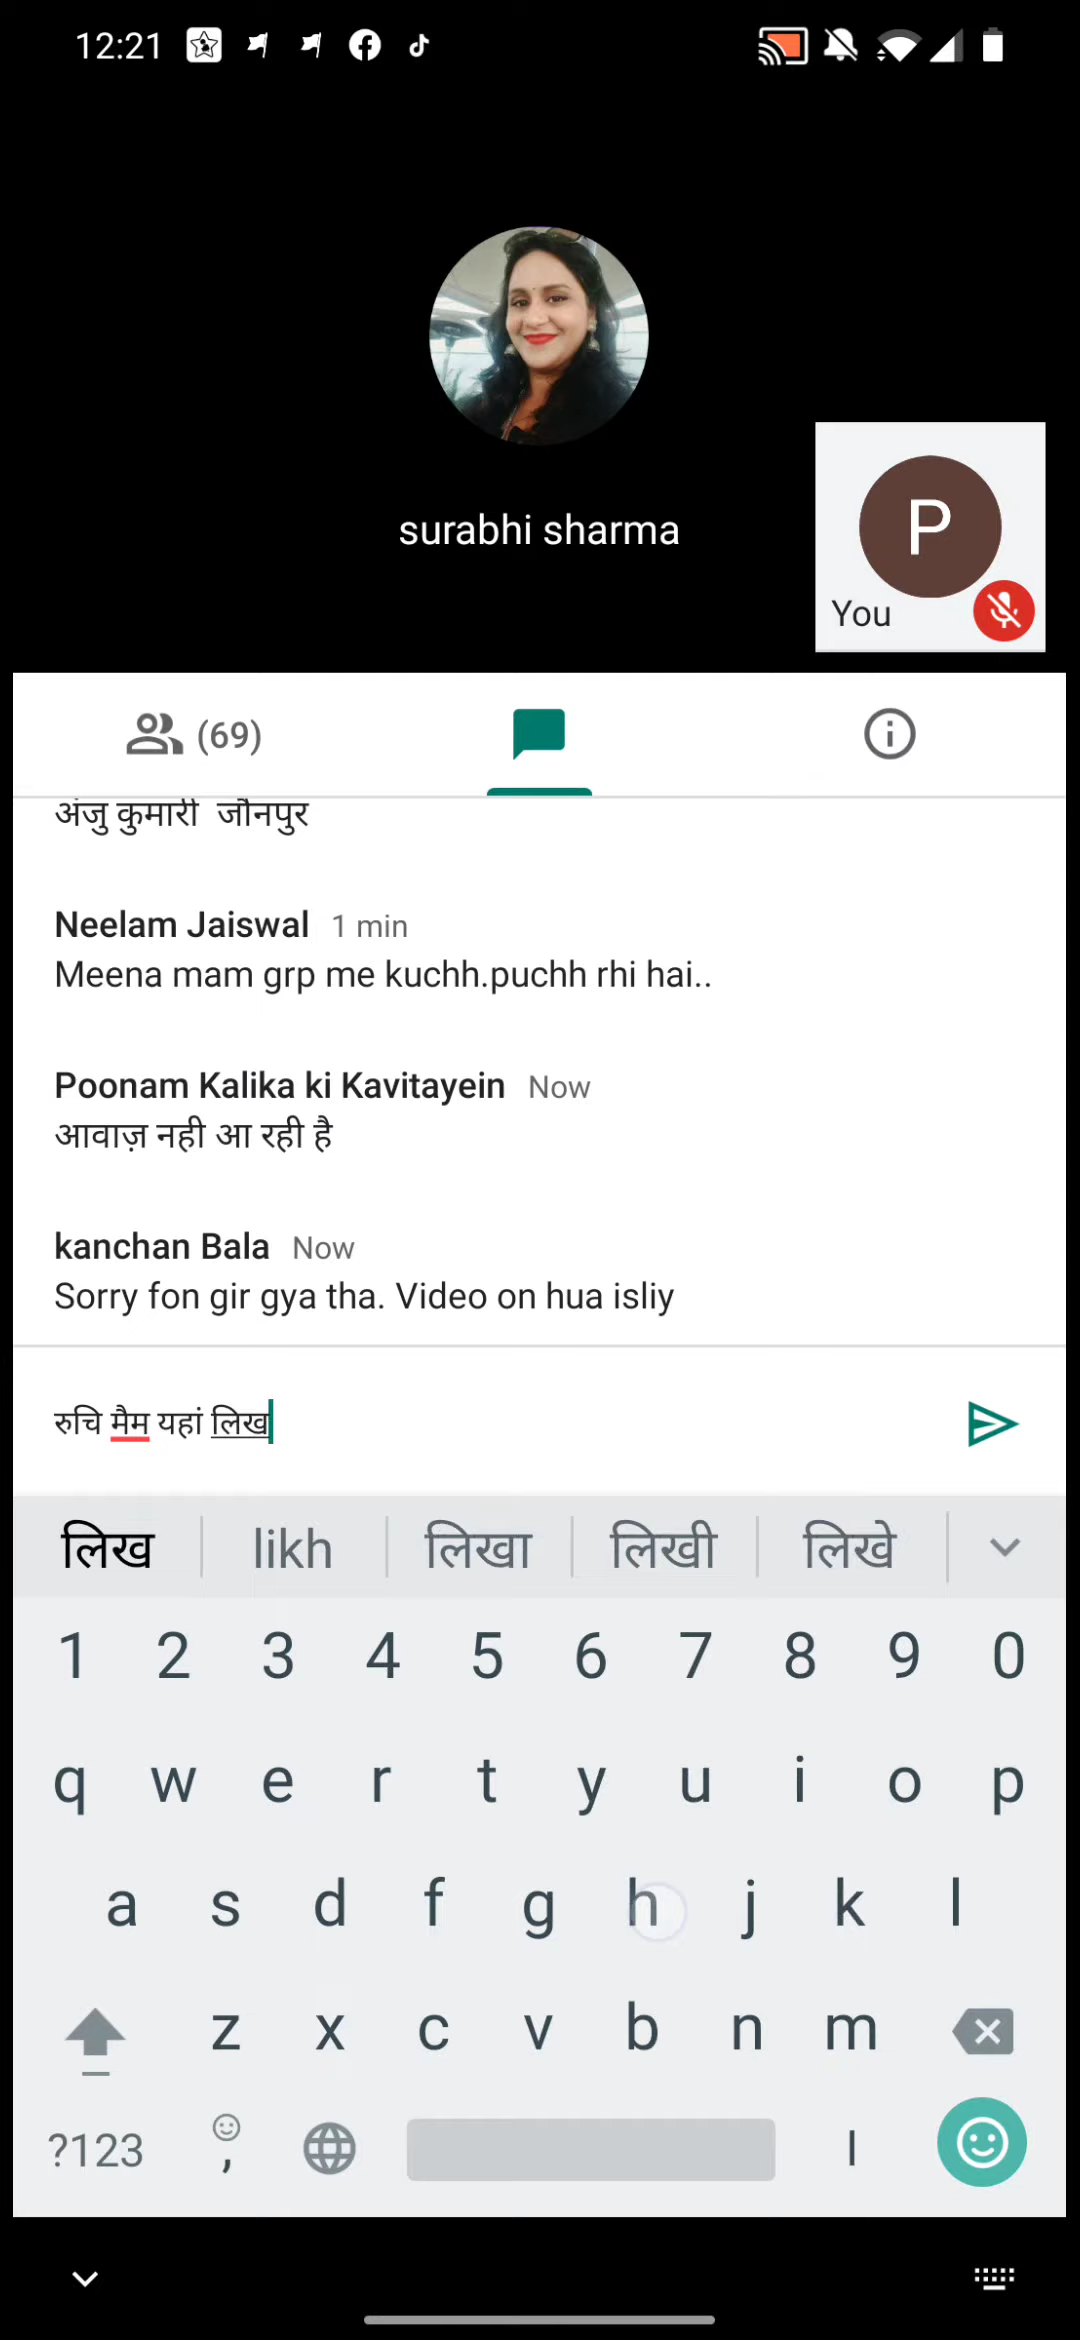 12:21
surabhi sharma
P
You
(69)
अंजु कुमारी जौनपुर
Neelam Jaiswal 1 min
Meena mam grp me kuchh.puchh rhi hai..
Poonam Kalika ki Kavitayein Now
आवाज़ नही आ रही है
kanchan Bala Now
Sorry fon gir gya tha. Video on hua isliy
रुचि मैम यहां लिख
लिख likh लिखा लिखी लिखे
1 2 3 4 5 6 7 8 9 0
q w e r t y u i o p
a s d f g h j k l
z x c v b n m
?123 , ।